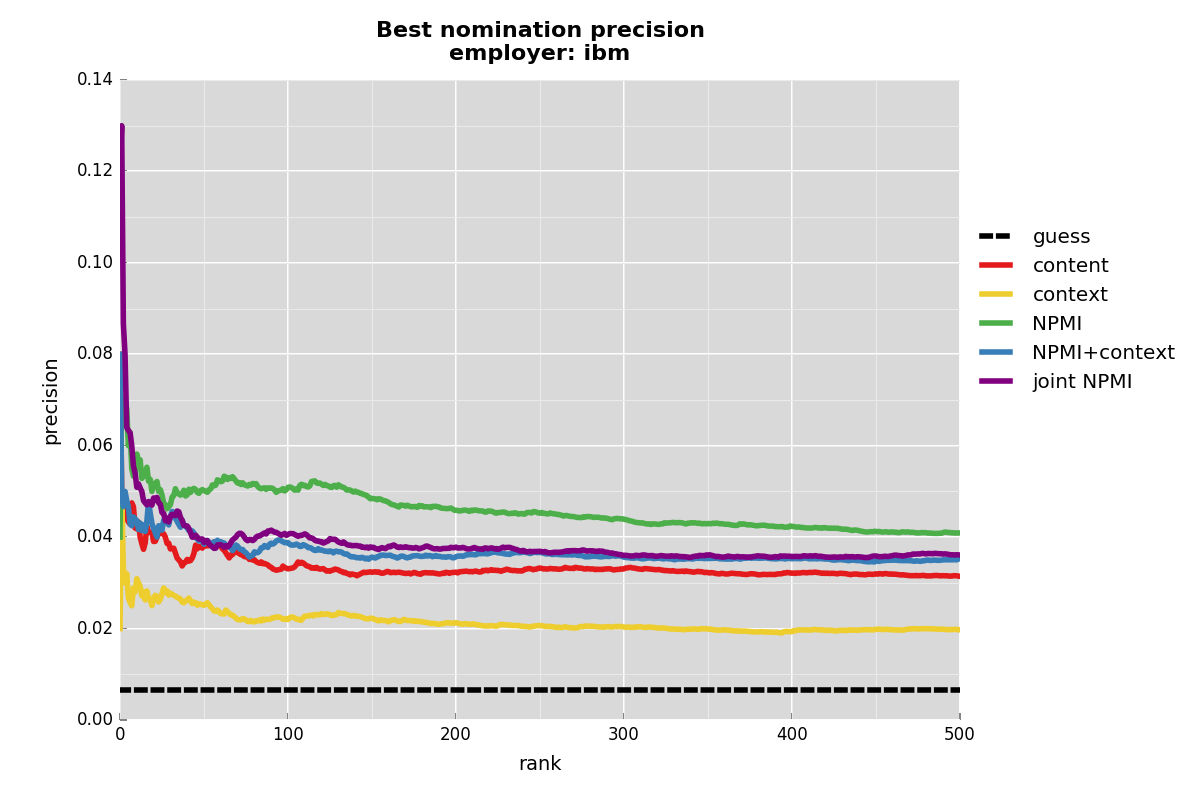 Best nomination precision
employer: ibm
0.14
0.12
0.10
0.08
0.06
0.04
0.02
0.00
precision
0 100 200 300 400 500
rank
guess
content
context
NPMI
NPMI+context
joint NPMI